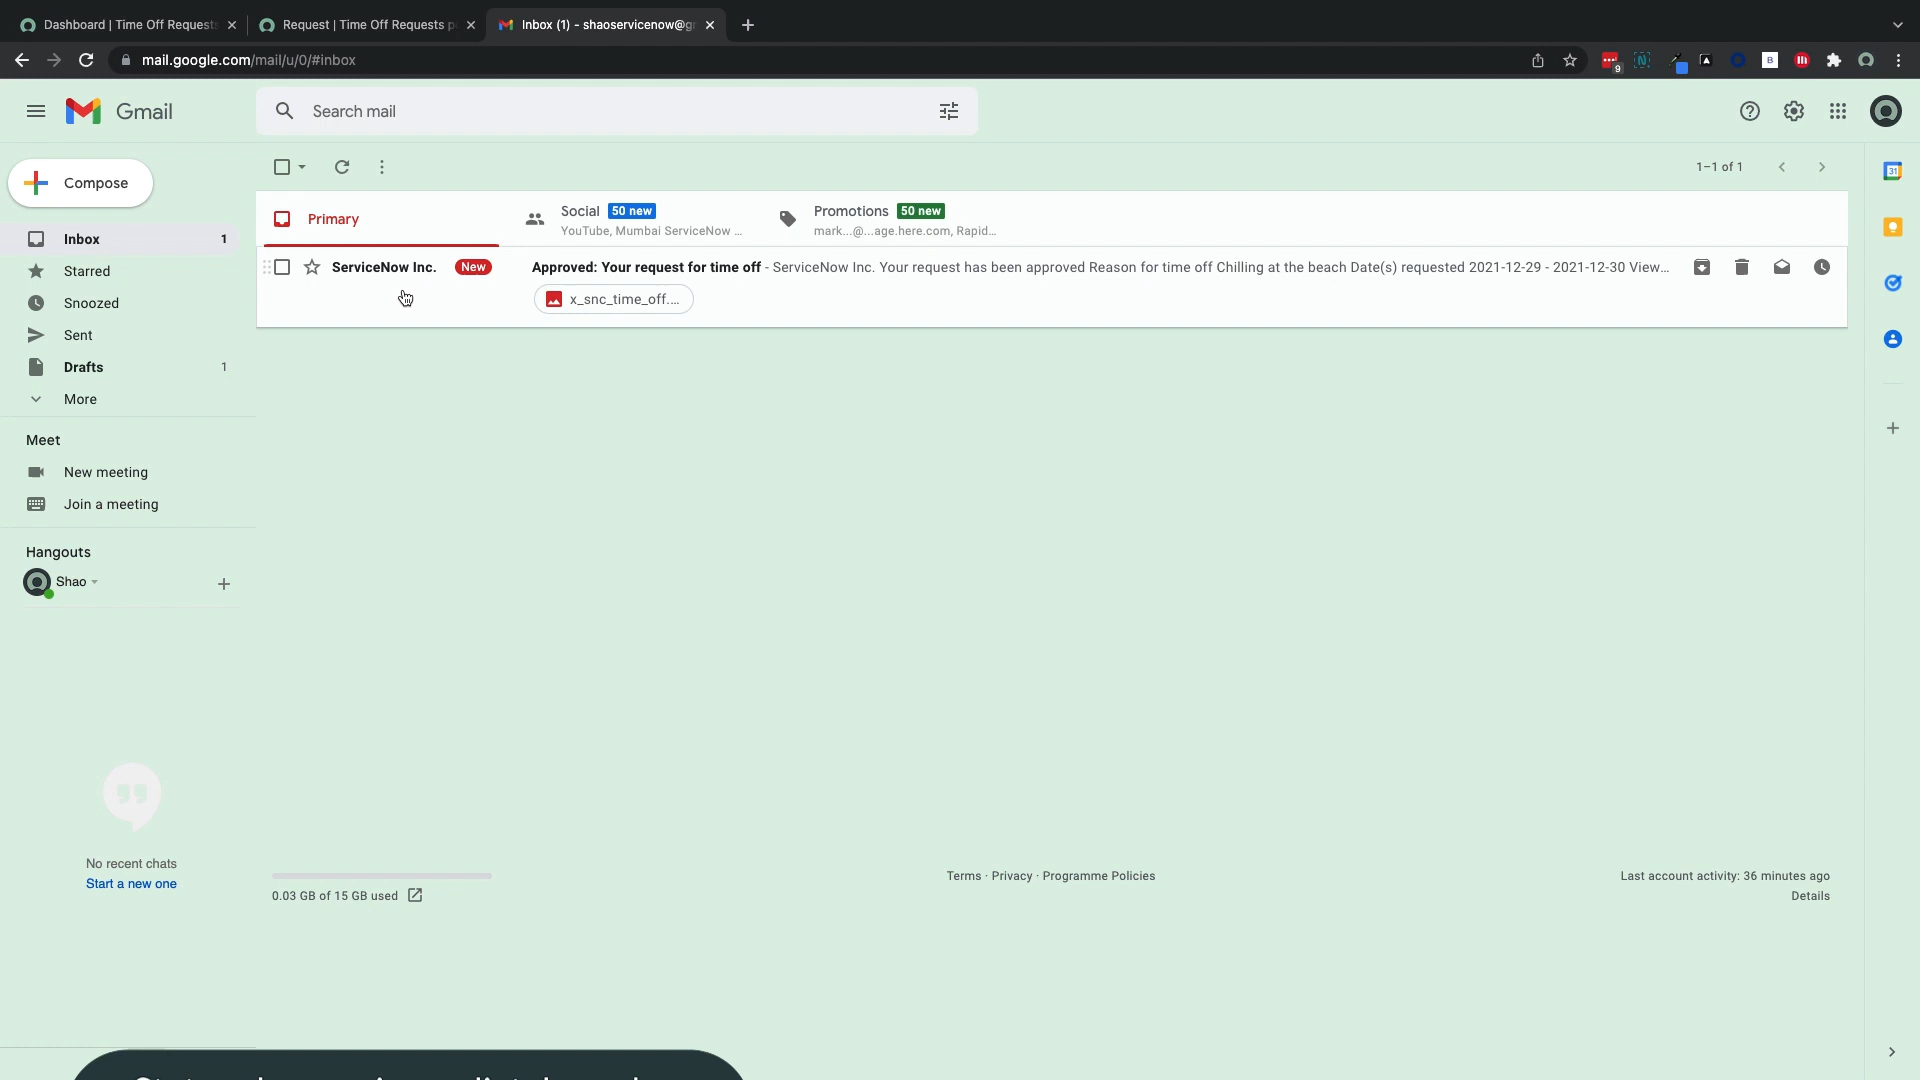 Dashboard | Time Off Requests
Request | Time Off Requests p
Inbox (1) - shaoservicenow@g
mail.google.com/mail/u/0/#inbox
9
B
Gmail
Search mail
Compose
1–1 of 1
31
Primary
Social 50 new
YouTube, Mumbai ServiceNow ...
Promotions 50 new
mark...@...age.here.com, Rapid...
Inbox 1
Starred
Snoozed
Sent
Drafts 1
More
ServiceNow Inc. New Approved: Your request for time off - ServiceNow Inc. Your request has been approved Reason for time off Chilling at the beach Date(s) requested 2021-12-29 - 2021-12-30 View...
x_snc_time_off....
Meet
New meeting
Join a meeting
Hangouts
Shao
No recent chats
Start a new one
0.03 GB of 15 GB used
Terms · Privacy · Programme Policies
Last account activity: 36 minutes ago
Details